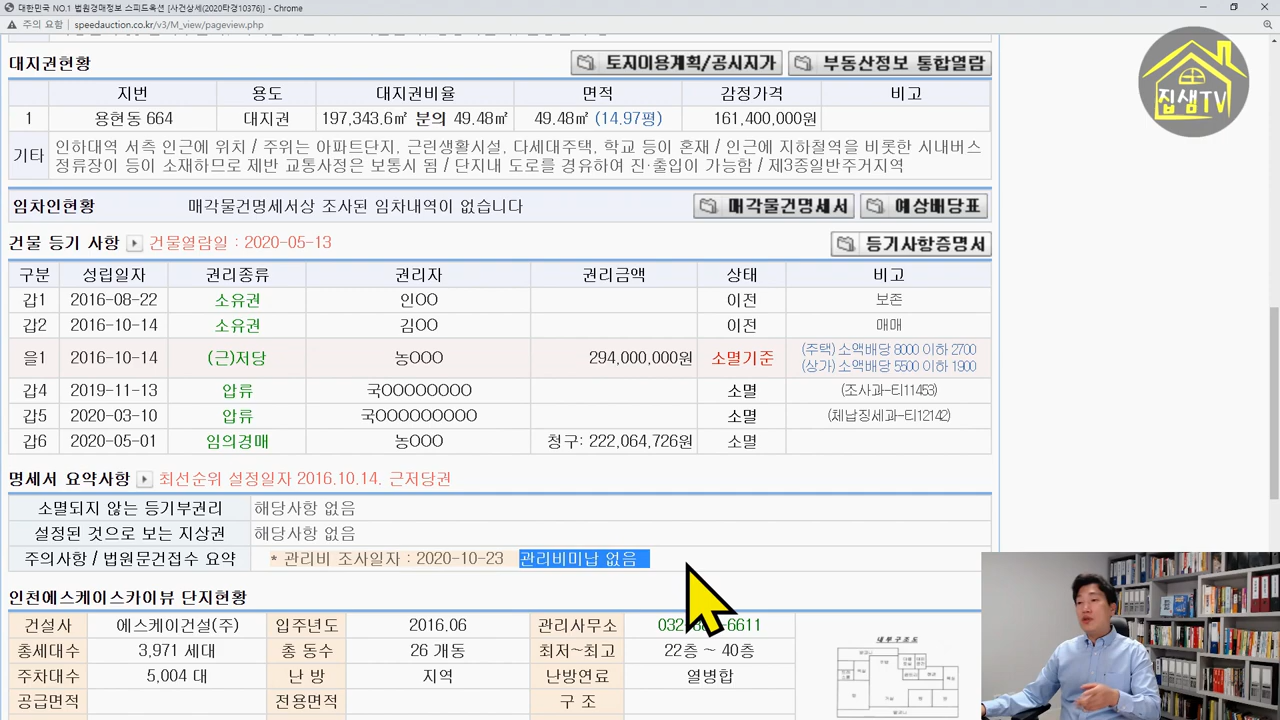 대한민국 NO.1 법원경매정보 스피드옥션 [사건상세(2020타경10376)] - Chrome
주의 요함 speedauction.co.kr/v3/M_view/pageview.php
집샘TV
대지권현황 토지이용계획/공시지가 부동산정보 통합열람
지번 용도 대지권비율 면적 감정가격 비고
1 용현동 664 대지권 197,343.6㎡ 분의 49.48㎡ 49.48㎡ (14.97평) 161,400,000원
기타 인하대역 서측 인근에 위치 / 주위는 아파트단지, 근린생활시설, 다세대주택, 학교 등이 혼재 / 인근에 지하철역을 비롯한 시내버스
정류장이 등이 소재하므로 제반 교통사정은 보통시 됨 / 단지내 도로를 경유하여 진·출입이 가능함 / 제3종일반주거지역
임차인현황 매각물건명세서상 조사된 임차내역이 없습니다 매각물건명세서 예상배당표
건물 등기 사항 건물열람일 : 2020-05-13 등기사항증명서
구분 성립일자 권리종류 권리자 권리금액 상태 비고
갑1 2016-08-22 소유권 인OO 이전 보존
갑2 2016-10-14 소유권 김OO 이전 매매
을1 2016-10-14 (근)저당 농OOO 294,000,000원 소멸기준 (주택) 소액배당 8000 이하 2700
(상가) 소액배당 5500 이하 1900
갑4 2019-11-13 압류 국OOOOOOOO 소멸 (조사과-티11453)
갑5 2020-03-10 압류 국OOOOOOOOO 소멸 (체납징세과-티12142)
갑6 2020-05-01 임의경매 농OOO 청구: 222,064,726원 소멸
명세서 요약사항 최선순위 설정일자 2016.10.14. 근저당권
소멸되지 않는 등기부권리 해당사항 없음
설정된 것으로 보는 지상권 해당사항 없음
주의사항 / 법원문건접수 요약 * 관리비 조사일자 : 2020-10-23 관리비미납 없음
인천에스케이스카이뷰 단지현황
건설사 에스케이건설(주) 입주년도 2016.06 관리사무소
총세대수 3,971 세대 총 동수 26 개동 최저~최고 22층 ~ 40층
주차대수 5,004 대 난 방 지역 난방연료 열병합
공급면적 전용면적 구 조
내부구조도